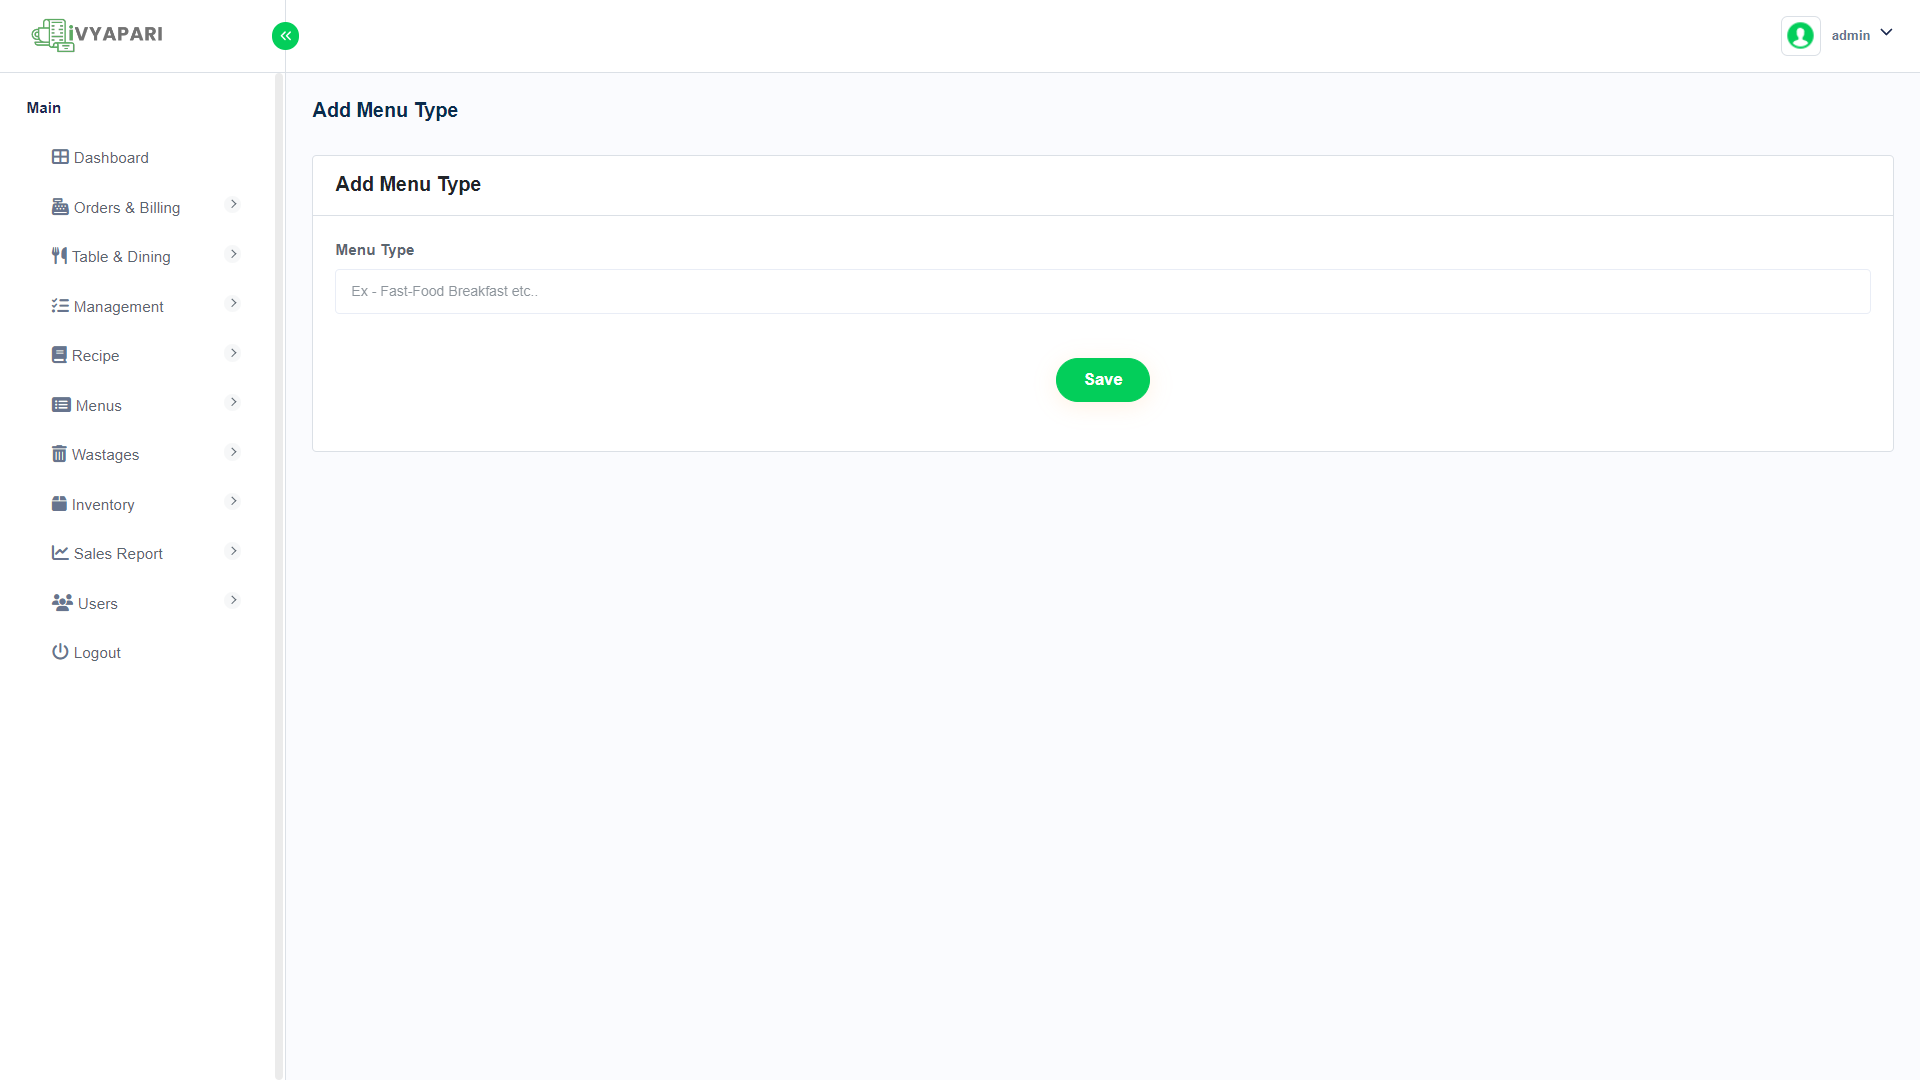 iVYAPARI
admin
Main
Dashboard
Orders & Billing
Table & Dining
Management
Recipe
Menus
Wastages
Inventory
Sales Report
Users
Logout
Add Menu Type
Add Menu Type
Menu Type
Ex - Fast-Food Breakfast etc..
Save